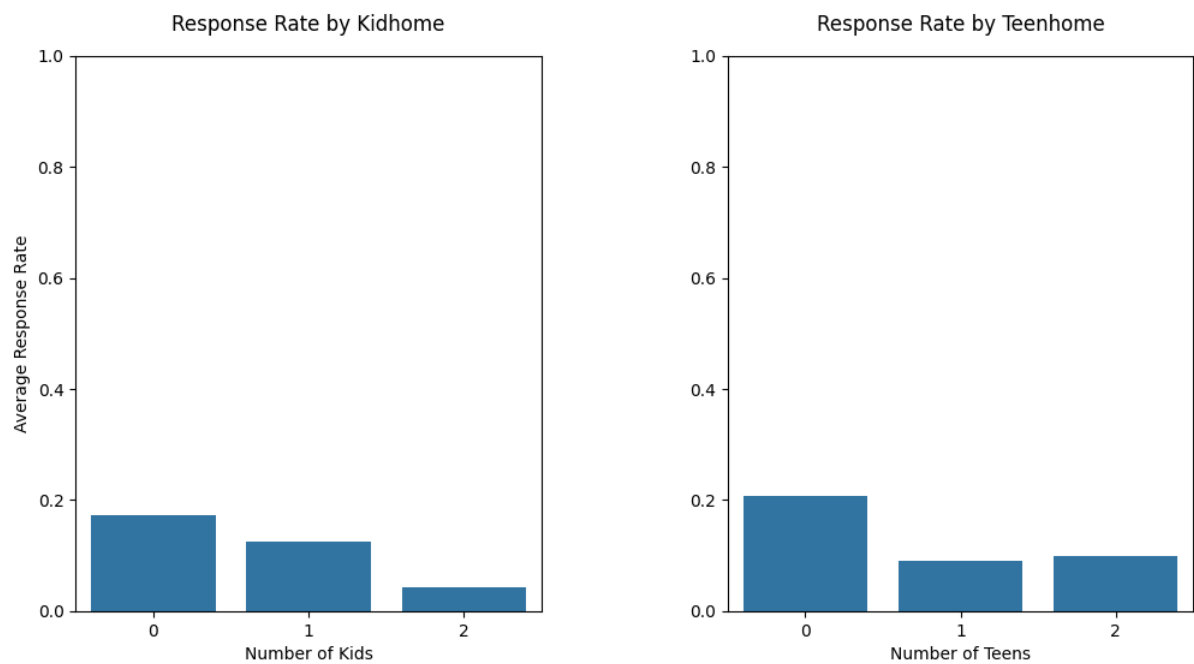 Response Rate by Kidhome
Average Response Rate
1.0
0.8
0.6
0.4
0.2
0.0
0 1 2
Number of Kids
Response Rate by Teenhome
1.0
0.8
0.6
0.4
0.2
0.0
0 1 2
Number of Teens